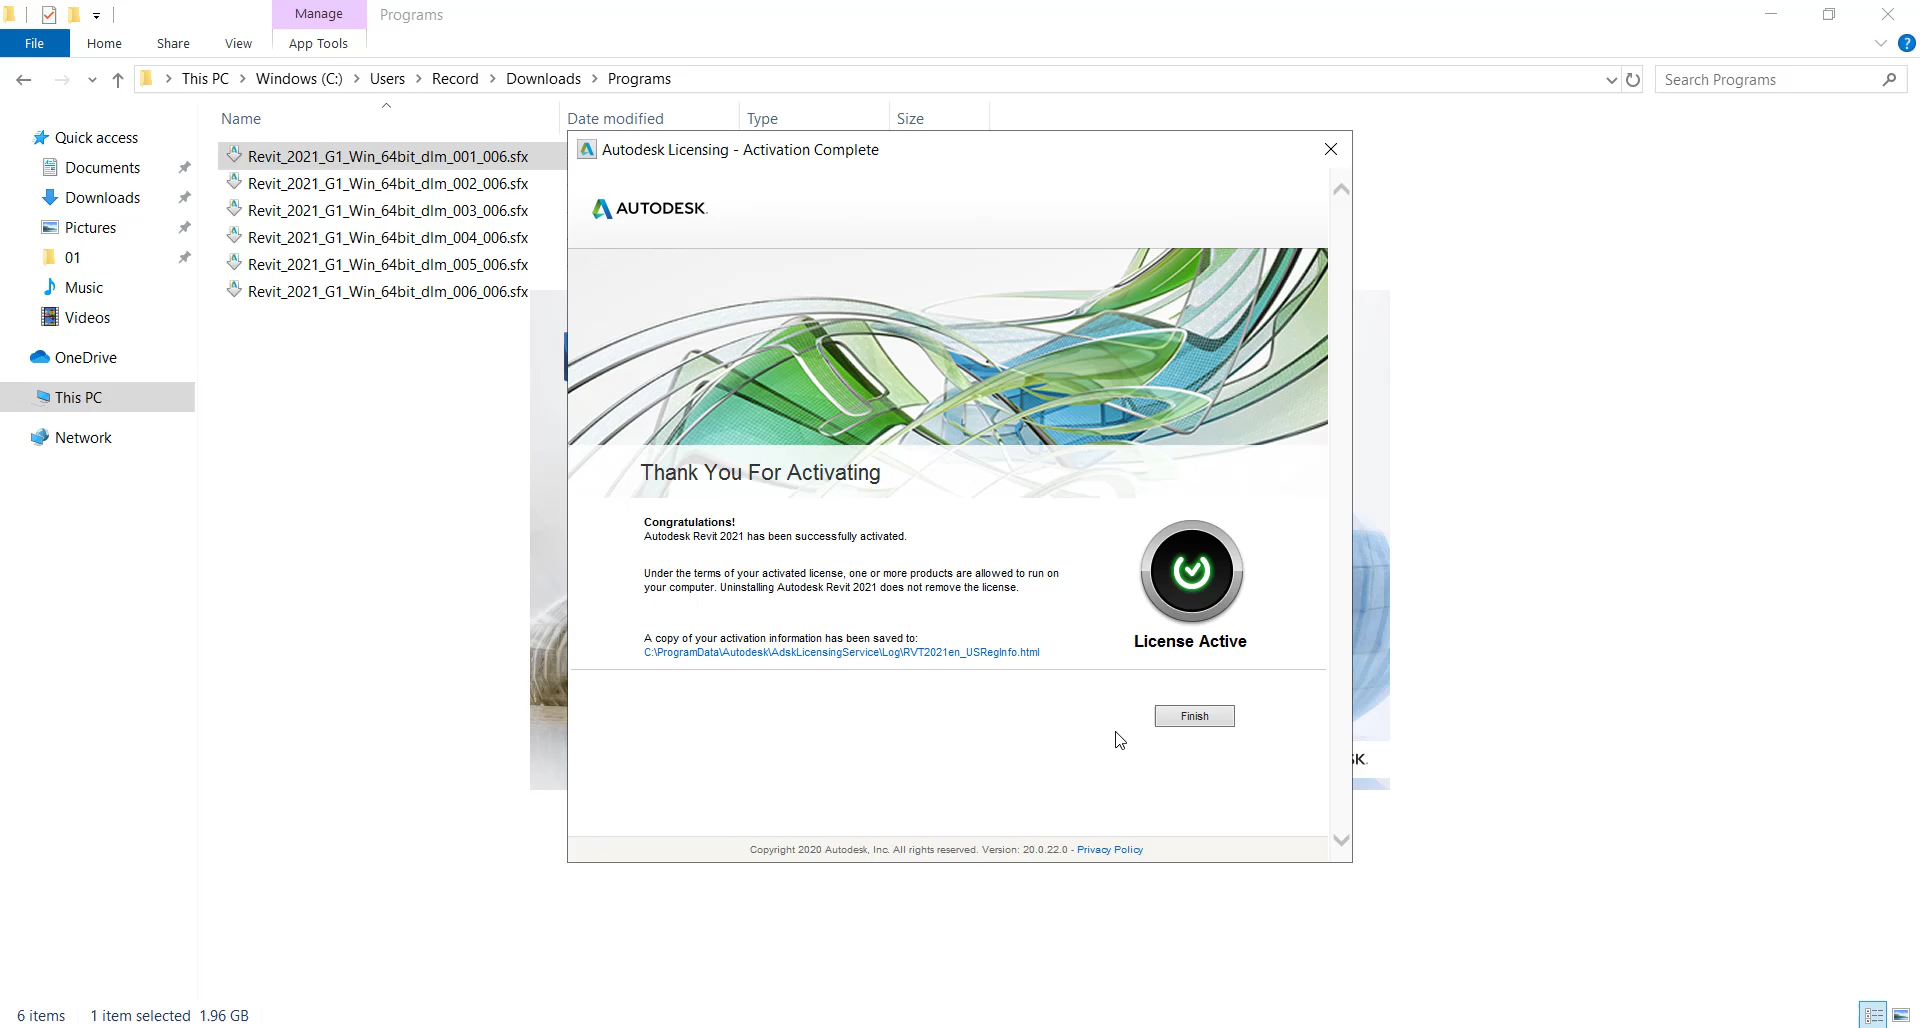 Manage
Programs
File
Home
Share
View
App Tools
This PC
Windows (C:)
Users
Record
Downloads
Programs
Search Programs
Quick access
Documents
Downloads
Pictures
01
Music
Videos
OneDrive
This PC
Network
Name
Date modified
Type
Size
Revit_2021_G1_Win_64bit_dlm_001_006.sfx
Revit_2021_G1_Win_64bit_dlm_002_006.sfx
Revit_2021_G1_Win_64bit_dlm_003_006.sfx
Revit_2021_G1_Win_64bit_dlm_004_006.sfx
Revit_2021_G1_Win_64bit_dlm_005_006.sfx
Revit_2021_G1_Win_64bit_dlm_006_006.sfx
Autodesk Licensing - Activation Complete
AUTODESK.
Thank You For Activating
Congratulations!
Autodesk Revit 2021 has been successfully activated.
Under the terms of your activated license, one or more products are allowed to run on
your computer. Uninstalling Autodesk Revit 2021 does not remove the license.
A copy of your activation information has been saved to:
C:\ProgramData\Autodesk\AdskLicensingService\Log\RVT2021en_USRegInfo.html
License Active
Finish
SK.
Copyright 2020 Autodesk, Inc. All rights reserved. Version: 20.0.22.0 - Privacy Policy
6 items
1 item selected 1.96 GB